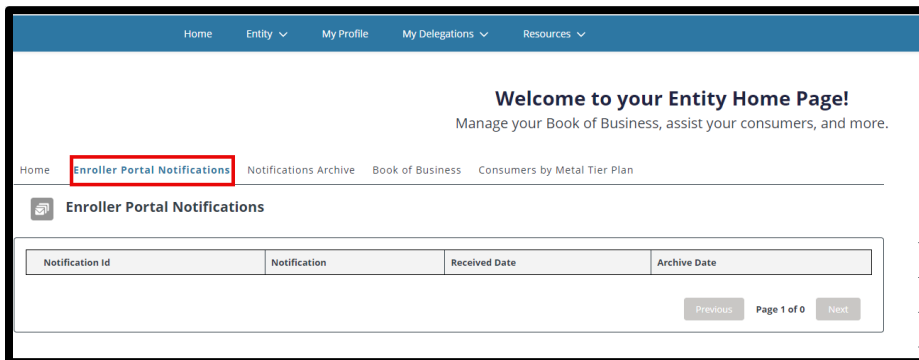 Home Entity My Profile My Delegations Resources
Welcome to your Entity Home Page!
Manage your Book of Business, assist your consumers, and more.
Home Enroller Portal Notifications Notifications Archive Book of Business Consumers by Metal Tier Plan
Enroller Portal Notifications
Notification Id Notification Received Date Archive Date
Previous Page 1 of 0 Next